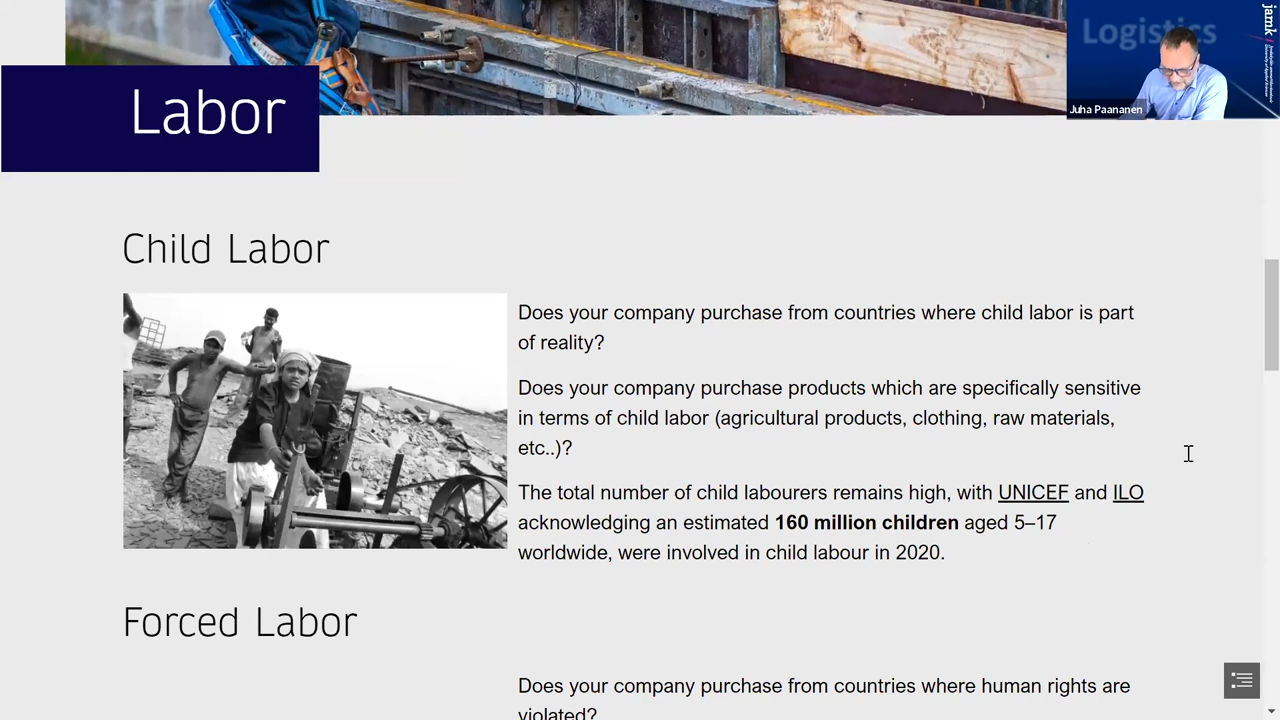 Logistics
jamk
Juha Paananen
Labor
Child Labor
Does your company purchase from countries where child labor is part
of reality?
Does your company purchase products which are specifically sensitive
in terms of child labor (agricultural products, clothing, raw materials,
etc..)?
The total number of child labourers remains high, with UNICEF and ILO
acknowledging an estimated 160 million children aged 5–17
worldwide, were involved in child labour in 2020.
Forced Labor
Does your company purchase from countries where human rights are
violated?